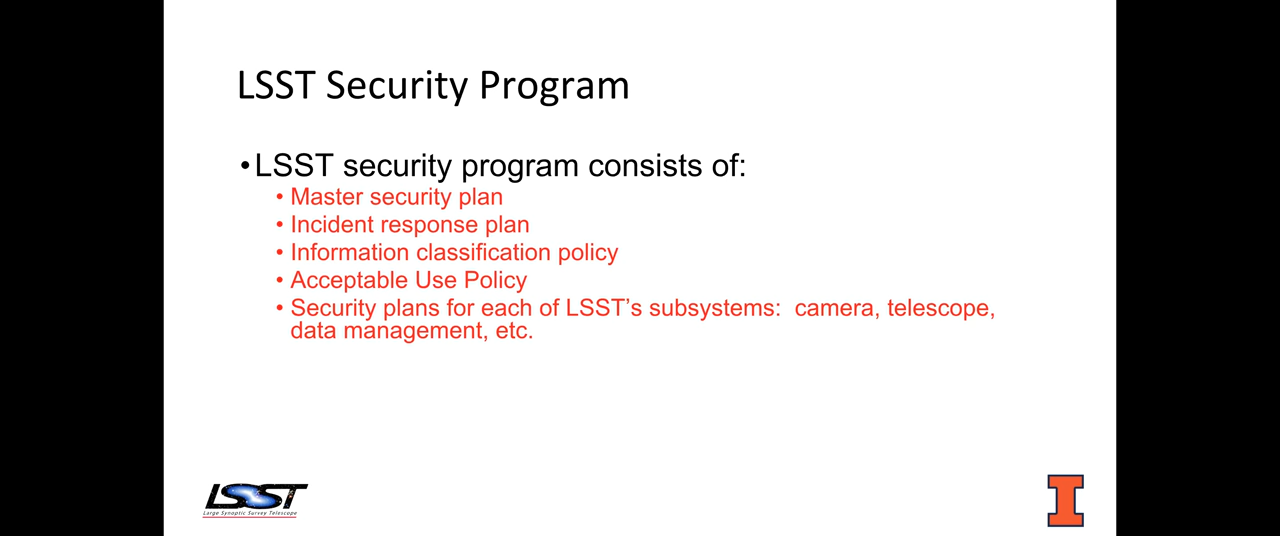 LSST Security Program
•LSST security program consists of:
• Master security plan
• Incident response plan
• Information classification policy
• Acceptable Use Policy
• Security plans for each of LSST’s subsystems:  camera, telescope,
data management, etc.
LSST
Large Synoptic Survey Telescope
I